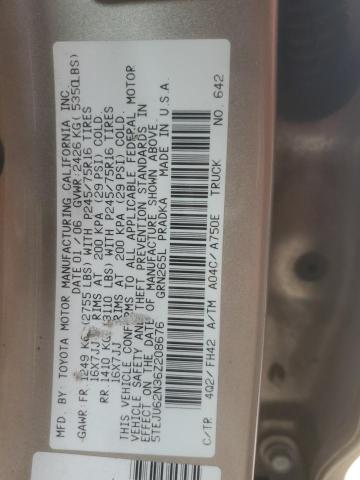 MFD. BY: TOYOTA MOTOR MANUFACTURING CALIFORNIA INC.
DATE 01/06 GVWR: 2426 KG( 5350LBS)
GAWR FR 1249 KG (2755 LBS) WITH P245/75R16 TIRES
16X7JJ RIMS AT 200 KPA (29 PSI) COLD.
RR 1410 KG (3110 LBS) WITH P245/75R16 TIRES
16X7JJ RIMS AT 200 KPA (29 PSI) COLD.
THIS VEHICLE CONFORMS TO ALL APPLICABLE FEDERAL MOTOR
VEHICLE SAFETY AND THEFT PREVENTION STANDARDS IN
EFFECT ON THE DATE OF MANUFACTURE SHOWN ABOVE.
5TEJU62N36Z208676 GRN265L PRADKA MADE IN U.S.A.
C/TR 4Q2/FH42 A/TM A04C/A750E TRUCK
NO 642